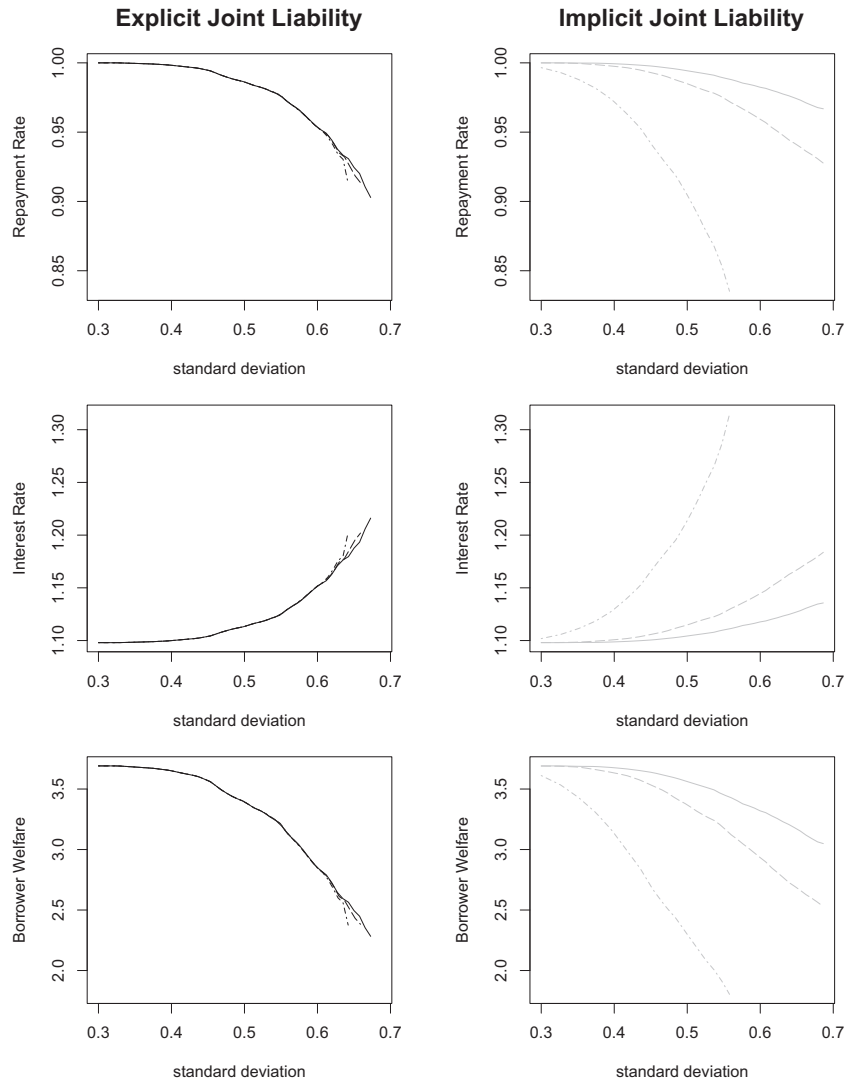 Explicit Joint Liability
Implicit Joint Liability
Repayment Rate
1.00
0.95
0.90
0.85
0.3 0.4 0.5 0.6 0.7
standard deviation
Repayment Rate
1.00
0.95
0.90
0.85
0.3 0.4 0.5 0.6 0.7
standard deviation
Interest Rate
1.30
1.25
1.20
1.15
1.10
0.3 0.4 0.5 0.6 0.7
standard deviation
Interest Rate
1.30
1.25
1.20
1.15
1.10
0.3 0.4 0.5 0.6 0.7
standard deviation
Borrower Welfare
3.5
3.0
2.5
2.0
0.3 0.4 0.5 0.6 0.7
standard deviation
Borrower Welfare
3.5
3.0
2.5
2.0
0.3 0.4 0.5 0.6 0.7
standard deviation